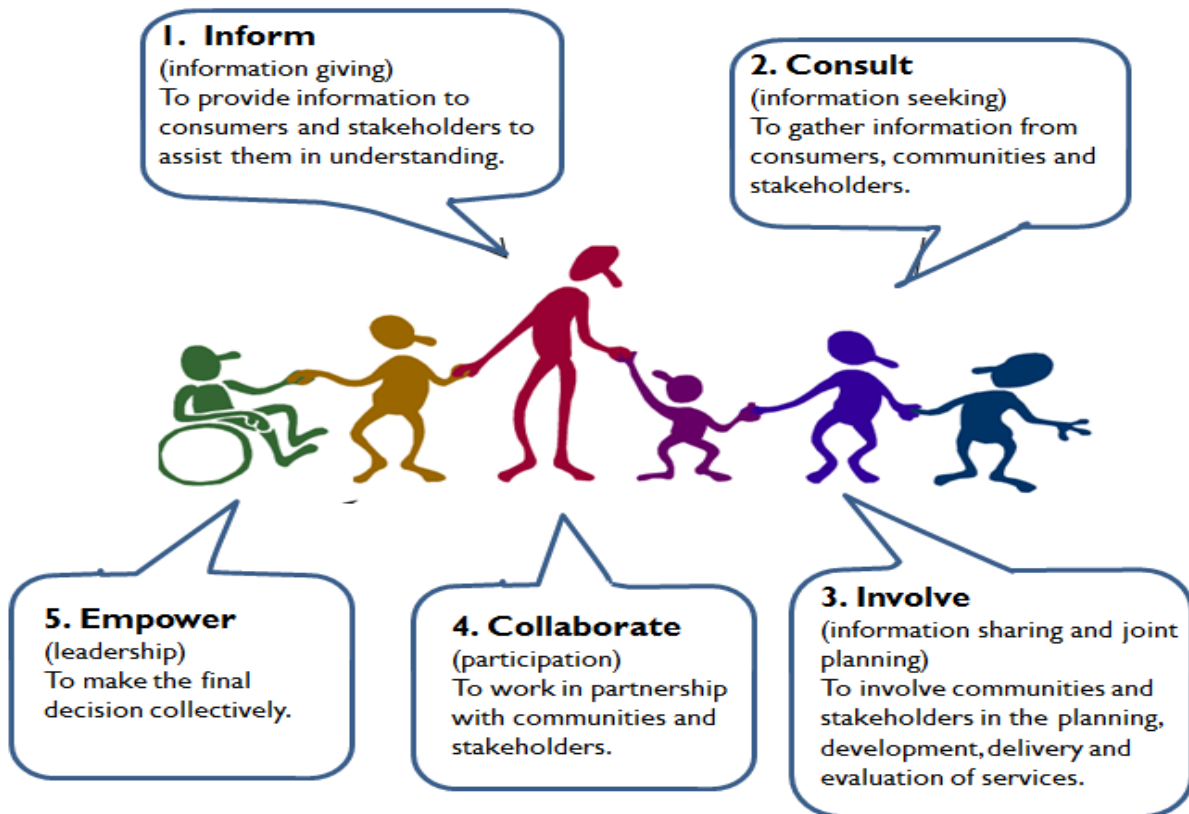 1. Inform
(information giving)
To provide information to
consumers and stakeholders to
assist them in understanding.
2. Consult
(information seeking)
To gather information from
consumers, communities and
stakeholders.
3. Involve
(information sharing and joint
planning)
To involve communities and
stakeholders in the planning,
development, delivery and
evaluation of services.
4. Collaborate
(participation)
To work in partnership
with communities and
stakeholders.
5. Empower
(leadership)
To make the final
decision collectively.